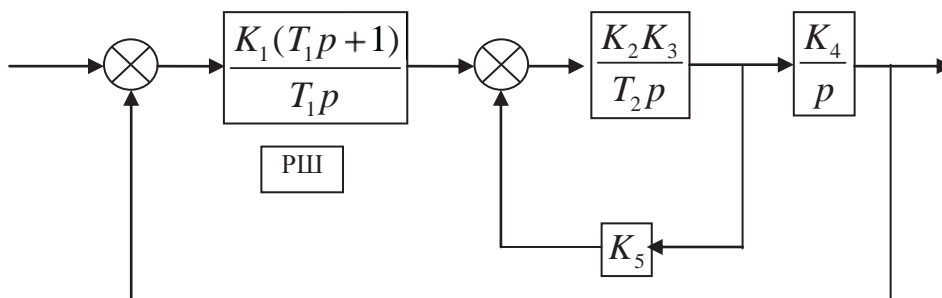 K₁(T₁p+1)
T₁p
K₂K₃
T₂p
K₄
p
РШ
K₅